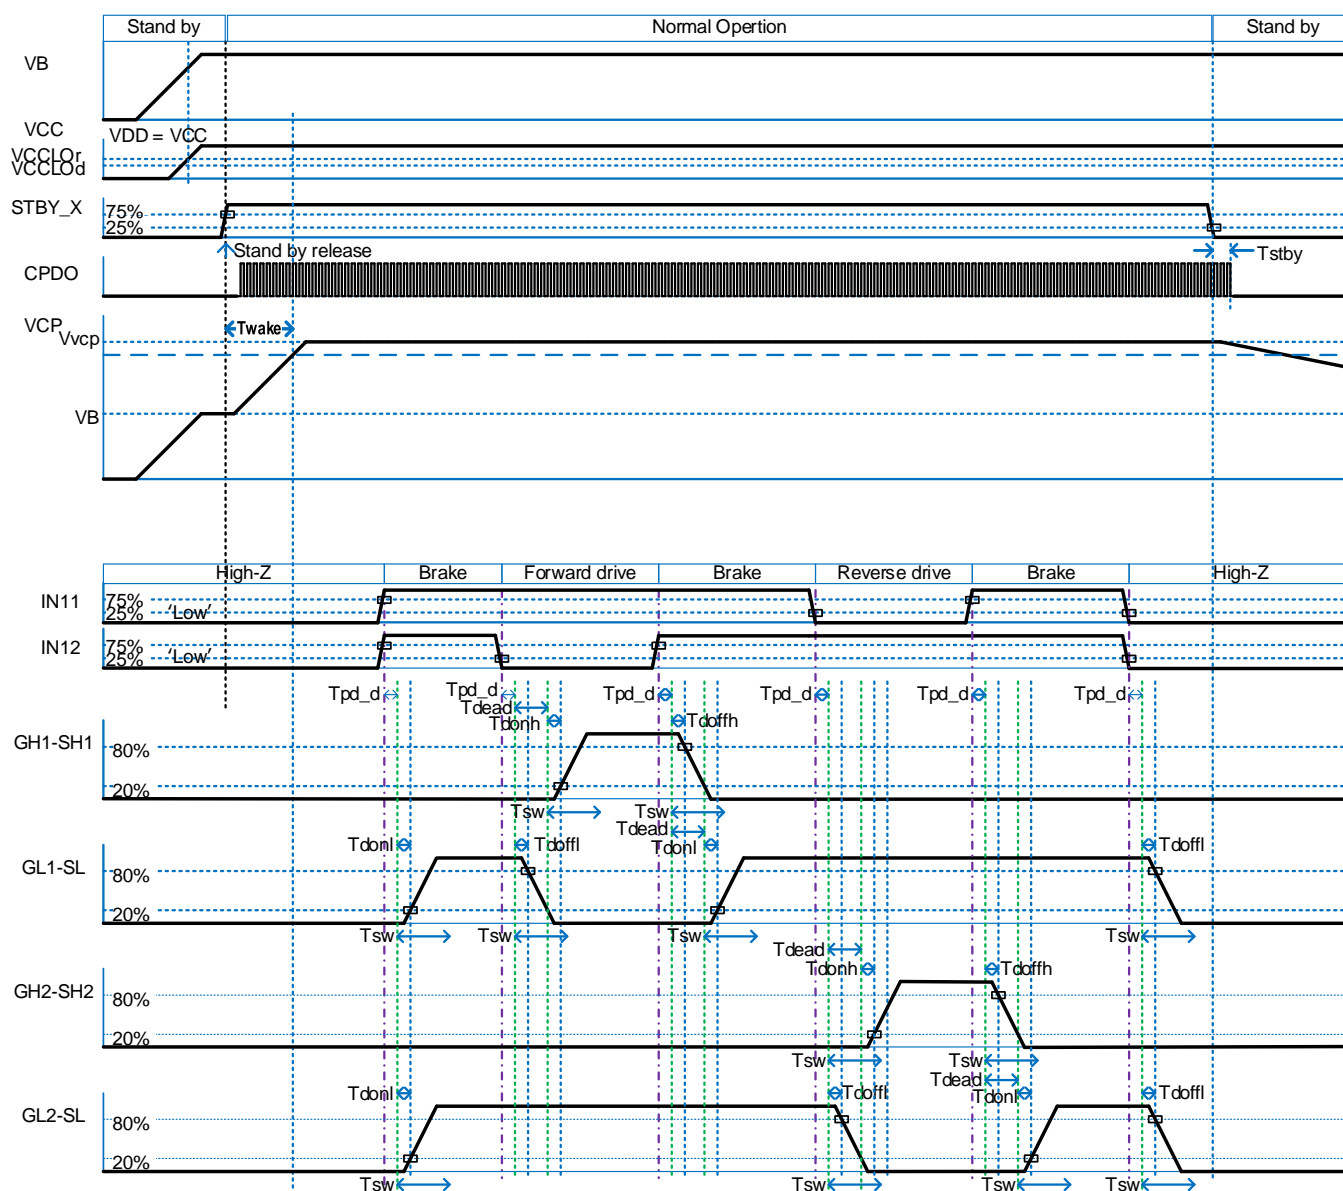 Stand by Normal Opertion Stand by
VB
VCC VDD = VCC
VCCLOr
VCCLOd
STBY_X 75%
25%
Stand by release Tstby
CPDO
VCP Vvcp Twake
VB
High-Z Brake Forward drive Brake Reverse drive Brake High-Z
IN11 75%
25% 'Low'
IN12 75%
25% 'Low'
Tpd_d Tpd_d Tpd_d Tpd_d Tpd_d Tpd_d
Tdead
Tdonh Tdoffh
GH1-SH1 80%
20%
Tsw Tsw
Tdead
Tdonl Tdoffl Tdonl Tdoffl
GL1-SL 80%
20%
Tsw Tsw Tsw Tsw
Tdead
Tdonh Tdoffh
GH2-SH2 80%
20%
Tsw Tsw
Tdead
Tdonl Tdoffl Tdonl Tdoffl
GL2-SL 80%
20%
Tsw Tsw Tsw Tsw